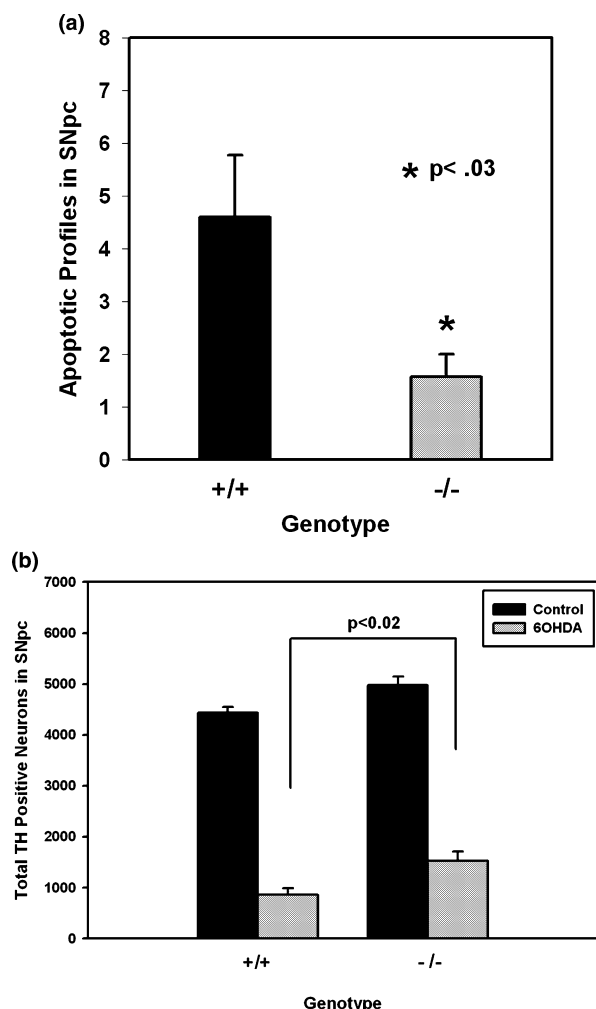 (a)
8
7
6
5
4
3
2
1
0
Apoptotic Profiles in SNpc
* p< .03
*
+/+
-/-
Genotype
(b)
7000
6000
5000
4000
3000
2000
1000
0
Total TH Positive Neurons in SNpc
Control
6OHDA
p<0.02
+/+
- /-
Genotype